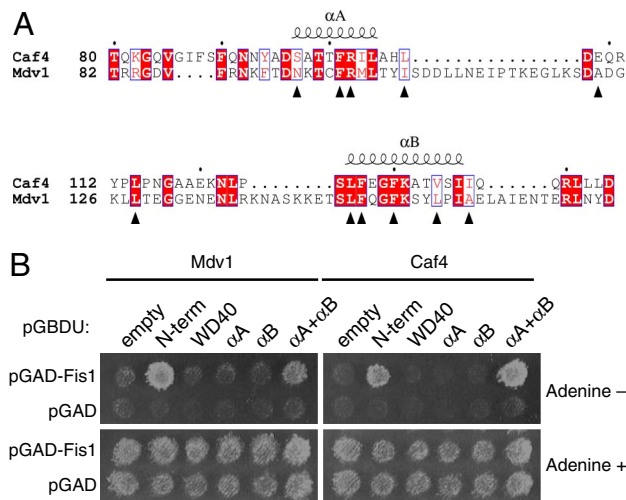 A
αA
Caf4 80 TQKGQVGIFSFQNNYADSATTFRILAHL................DEQR
Mdv1 82 TRRGDV....FRNKFTDNKTCFRMLTYISDDLLNEIPTKEGLKSDADG
αB
Caf4 112 YPLPNGAAEKNLP........SLFEGFKATVSIIQ......QRLLLD
Mdv1 126 KLLTEGGENENLRKNASKKETSLFQGFKSYLPIAELAIENTERLNYD
B
Mdv1 Caf4
pGBDU: empty N-term WD40 αA αB αA+αB empty N-term WD40 αA αB αA+αB
pGAD-Fis1
pGAD
Adenine –
pGAD-Fis1
pGAD
Adenine +